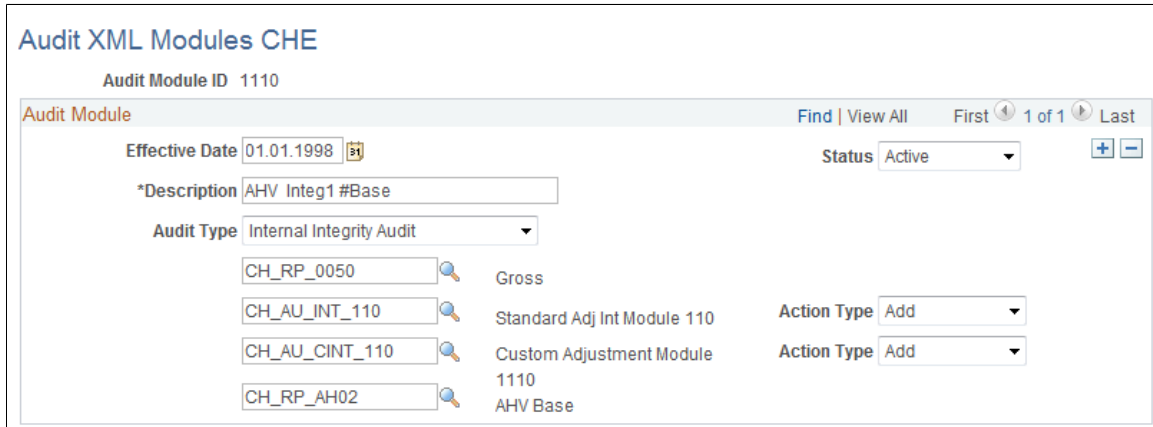 Audit XML Modules CHE
Audit Module ID 1110
Audit Module Find | View All First 1 of 1 Last
Effective Date 01.01.1998 31 Status Active
*Description AHV Integ1 #Base
Audit Type Internal Integrity Audit
CH_RP_0050 Gross
CH_AU_INT_110 Standard Adj Int Module 110 Action Type Add
CH_AU_CINT_110 Custom Adjustment Module Action Type Add
1110
CH_RP_AH02 AHV Base